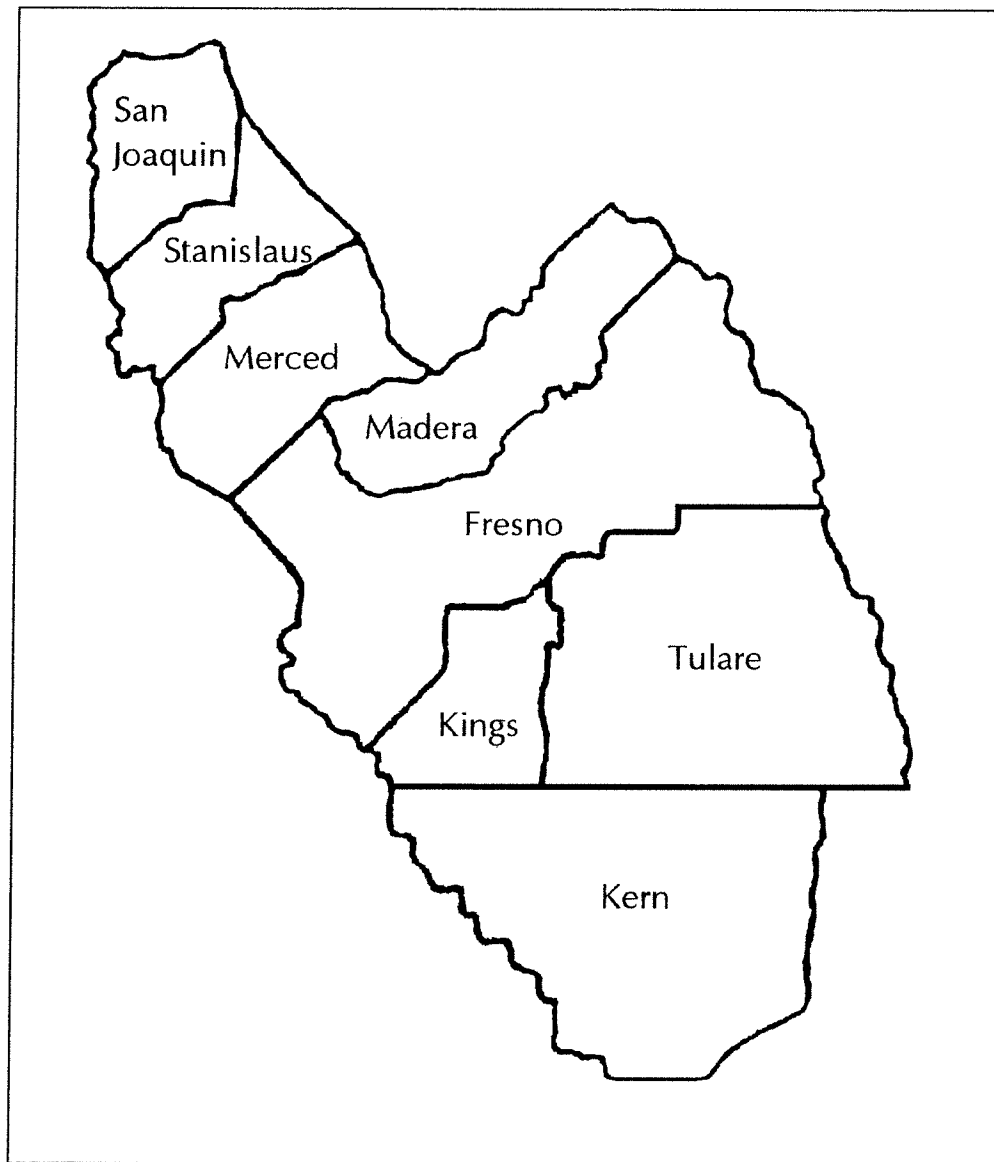 San
Joaquin
Stanislaus
Merced
Madera
Fresno
Tulare
Kings
Kern